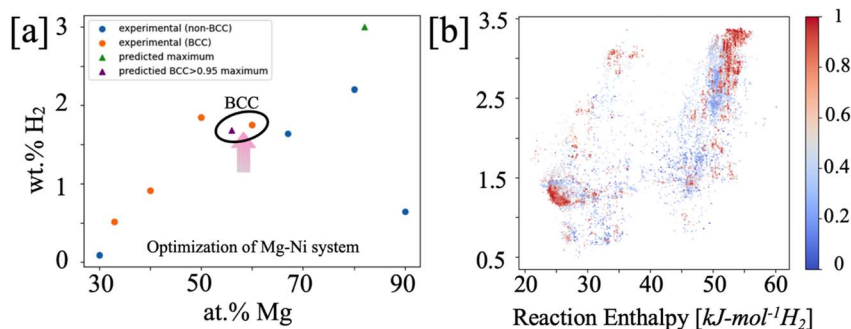 [a]
experimental (non-BCC)
experimental (BCC)
predicted maximum
predictied BCC>0.95 maximum
BCC
Optimization of Mg-Ni system
wt.% H2
3
2
1
0
30
50
70
90
at.% Mg
[b]
3.5
2.5
1.5
0.5
20
30
40
50
60
Reaction Enthalpy [kJ-mol-1H2]
1
0.8
0.6
0.4
0.2
0